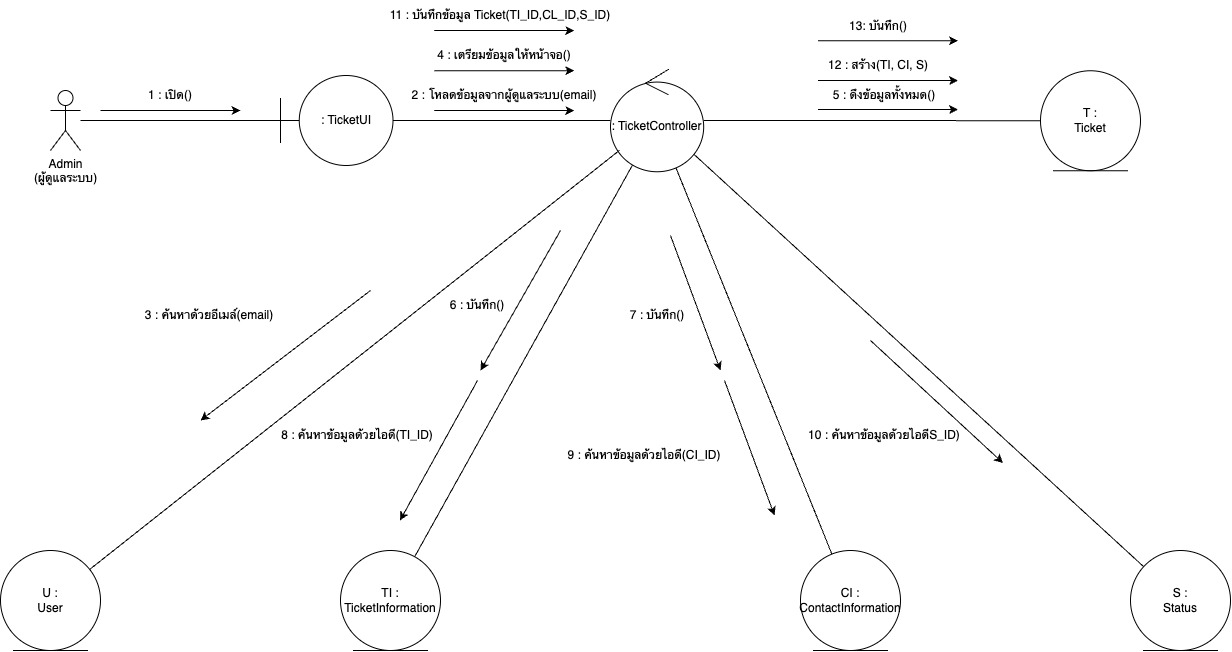 11 : บันทึกข้อมูล Ticket(TI_ID,CL_ID,S_ID)
13: บันทึก()
4 : เตรียมข้อมูลให้หน้าจอ()
12 : สร้าง(TI, CI, S)
1 : เปิด()
2 : โหลดข้อมูลจากผู้ดูแลระบบ(email)
5 : ดึงข้อมูลทั้งหมด()
: TicketUI
: TicketController
T :
Ticket
Admin
(ผู้ดูแลระบบ)
3 : ค้นหาด้วยอีเมล์(email)
6 : บันทึก()
7 : บันทึก()
8 : ค้นหาข้อมูลด้วยไอดี(TI_ID)
9 : ค้นหาข้อมูลด้วยไอดี(CI_ID)
10 : ค้นหาข้อมูลด้วยไอดีS_ID)
U :
User
TI :
TicketInformation
CI :
ContactInformation
S :
Status